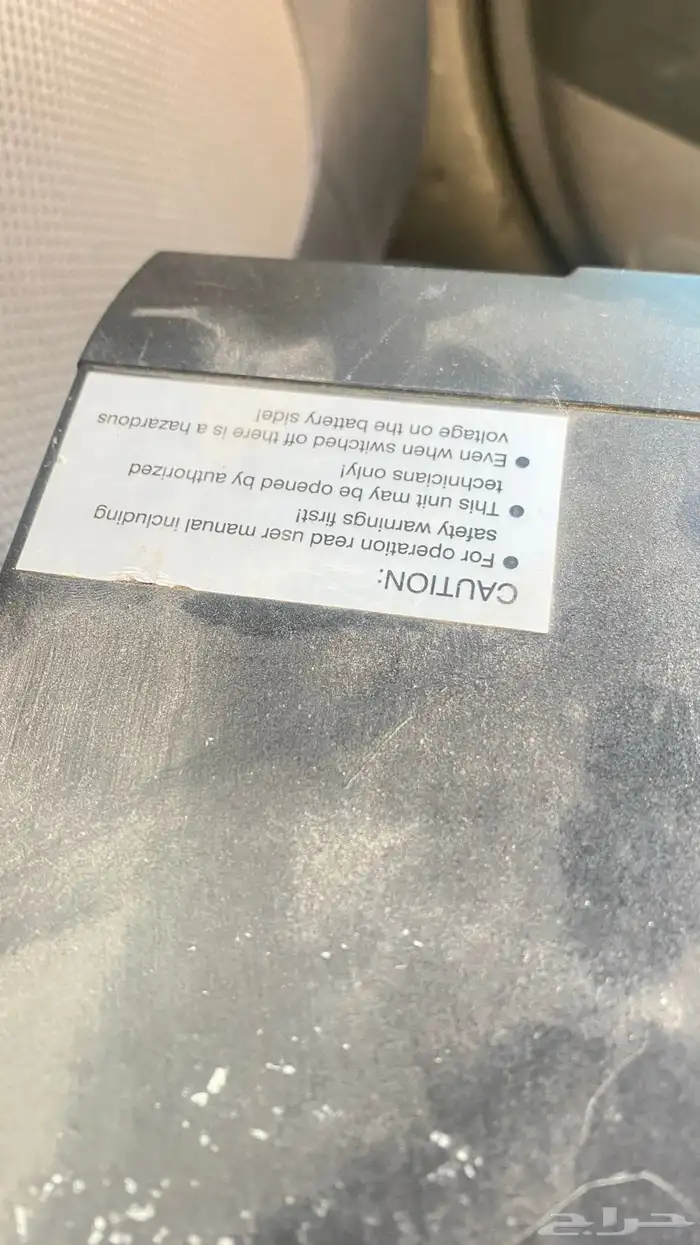 CAUTION:
● For operation read user manual including
safety warnings first!
● This unit may be opened by authorized
technicians only!
● Even when switched off there is a hazardous
voltage on the battery side!
حراج